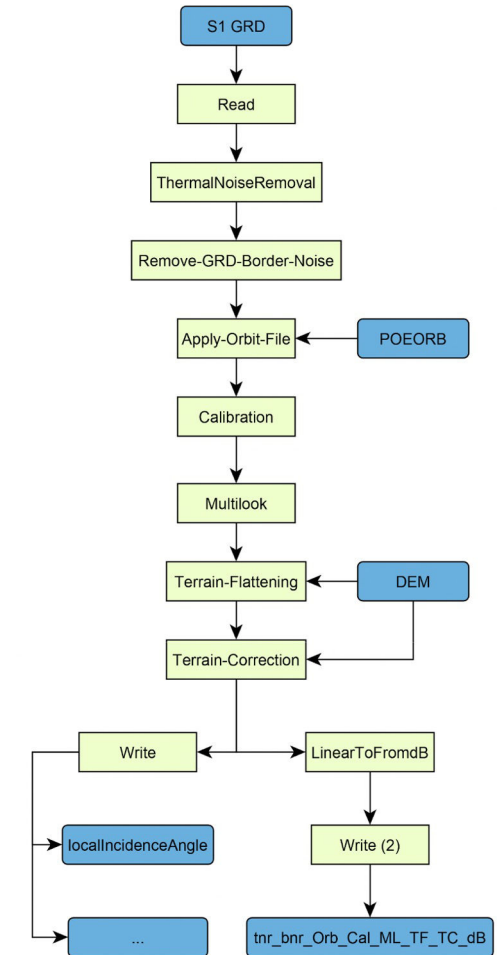 S1 GRD
Read
ThermalNoiseRemoval
Remove-GRD-Border-Noise
Apply-Orbit-File
POEORB
Calibration
Multilook
Terrain-Flattening
DEM
Terrain-Correction
Write
LinearToFromdB
localIncidenceAngle
Write (2)
...
tnr_bnr_Orb_Cal_ML_TF_TC_dB